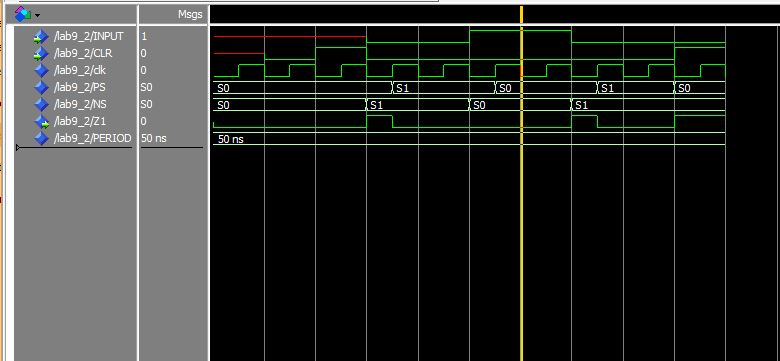 Msgs
/lab9_2/INPUT 1
/lab9_2/CLR 0
/lab9_2/clk 0
/lab9_2/PS S0 S0 S1 S0 S1 S0
/lab9_2/NS S0 S0 S1 S0 S1
/lab9_2/Z1 0
/lab9_2/PERIOD 50 ns 50 ns